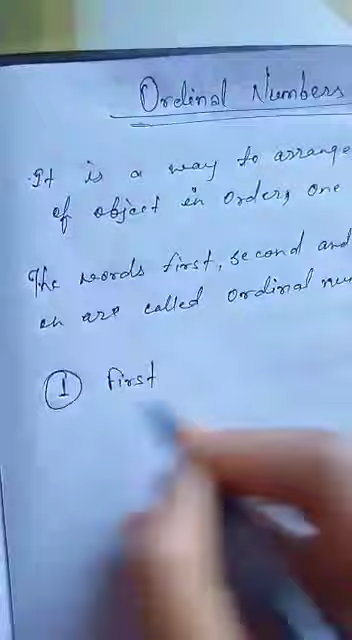 Ordinal Numbers
It is a way to arrange
of object in order, one
The words first, second and
on are called ordinal nu
1 first